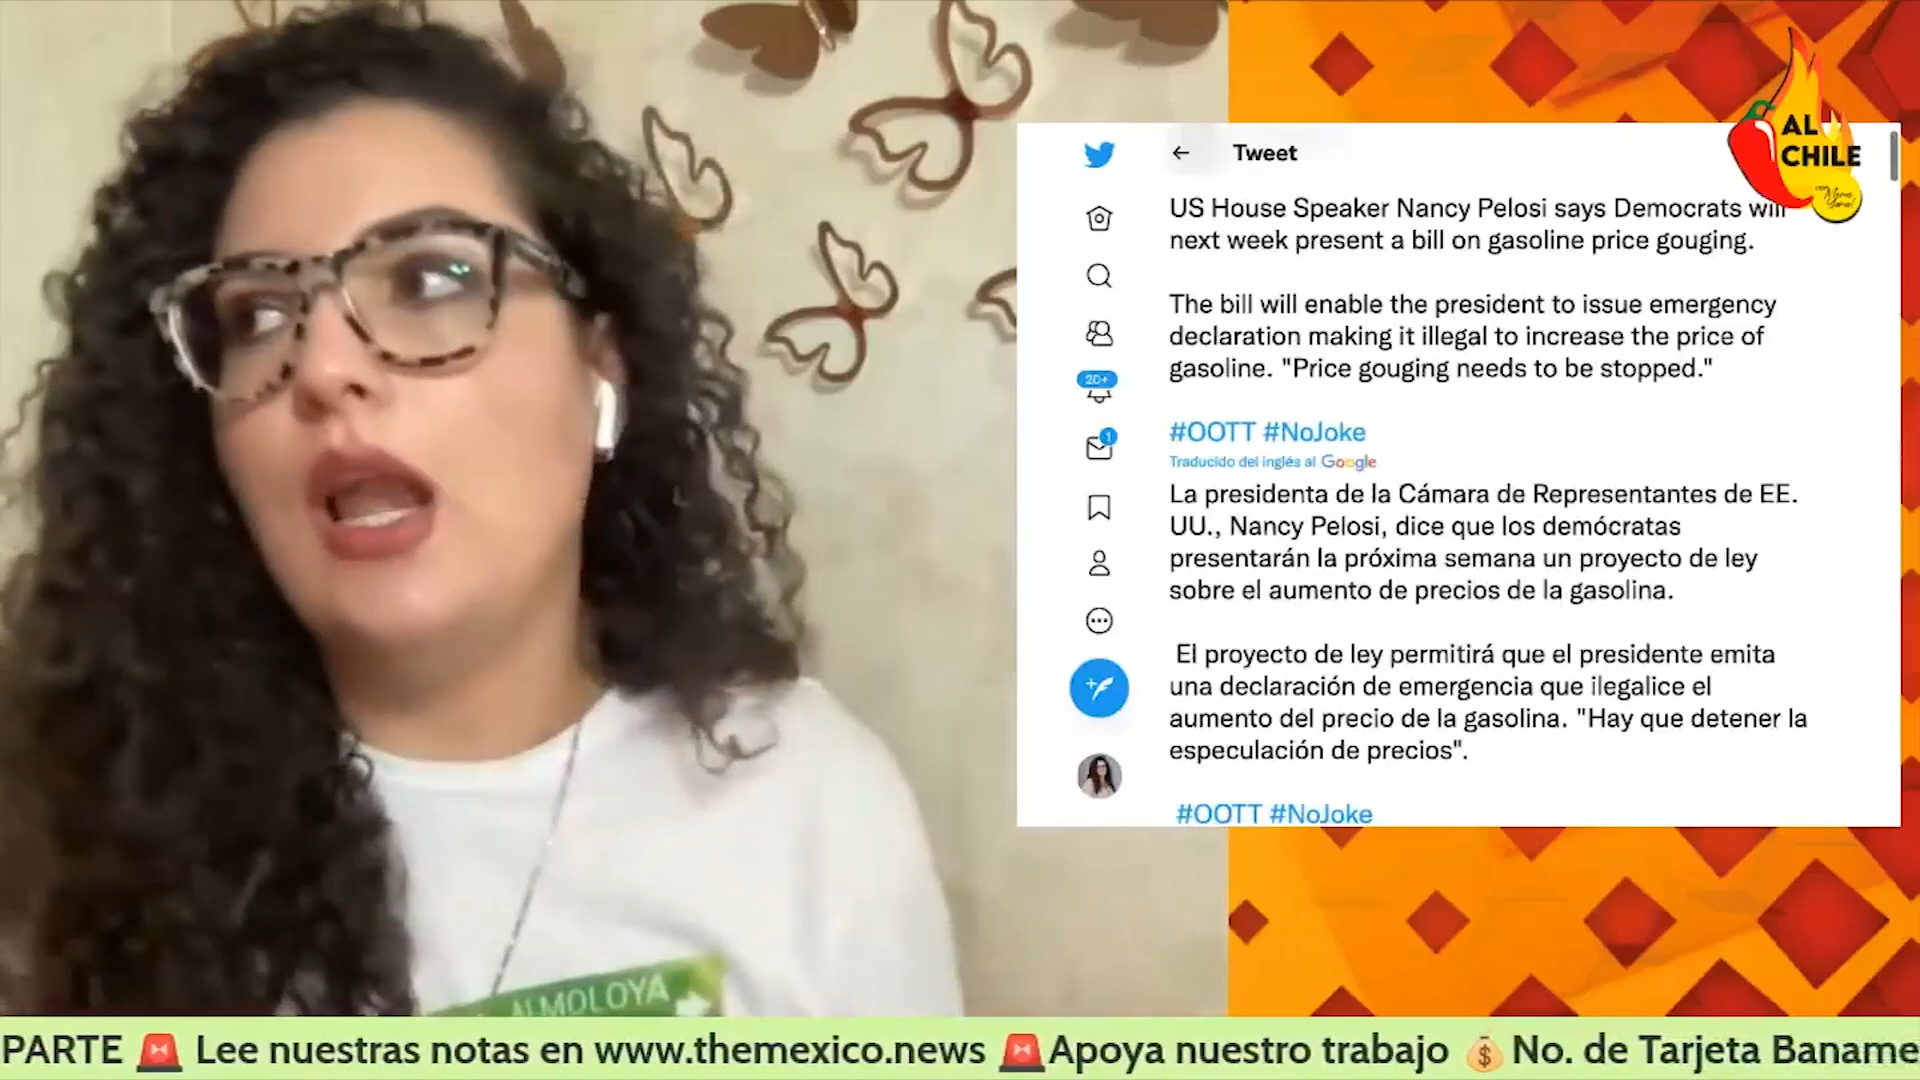 AL
CHILE
Tweet
US House Speaker Nancy Pelosi says Democrats will
next week present a bill on gasoline price gouging.
The bill will enable the president to issue emergency
declaration making it illegal to increase the price of
gasoline. "Price gouging needs to be stopped."
#OOTT #NoJoke
Traducido del inglés al Google
La presidenta de la Cámara de Representantes de EE.
UU., Nancy Pelosi, dice que los demócratas
presentarán la próxima semana un proyecto de ley
sobre el aumento de precios de la gasolina.
El proyecto de ley permitirá que el presidente emita
una declaración de emergencia que ilegalice el
aumento del precio de la gasolina. "Hay que detener la
especulación de precios".
#OOTT #NoJoke
20+
1
ALMOLOYA
PARTE 🚨 Lee nuestras notas en www.themexico.news 🚨Apoya nuestro trabajo 💰No. de Tarjeta Baname